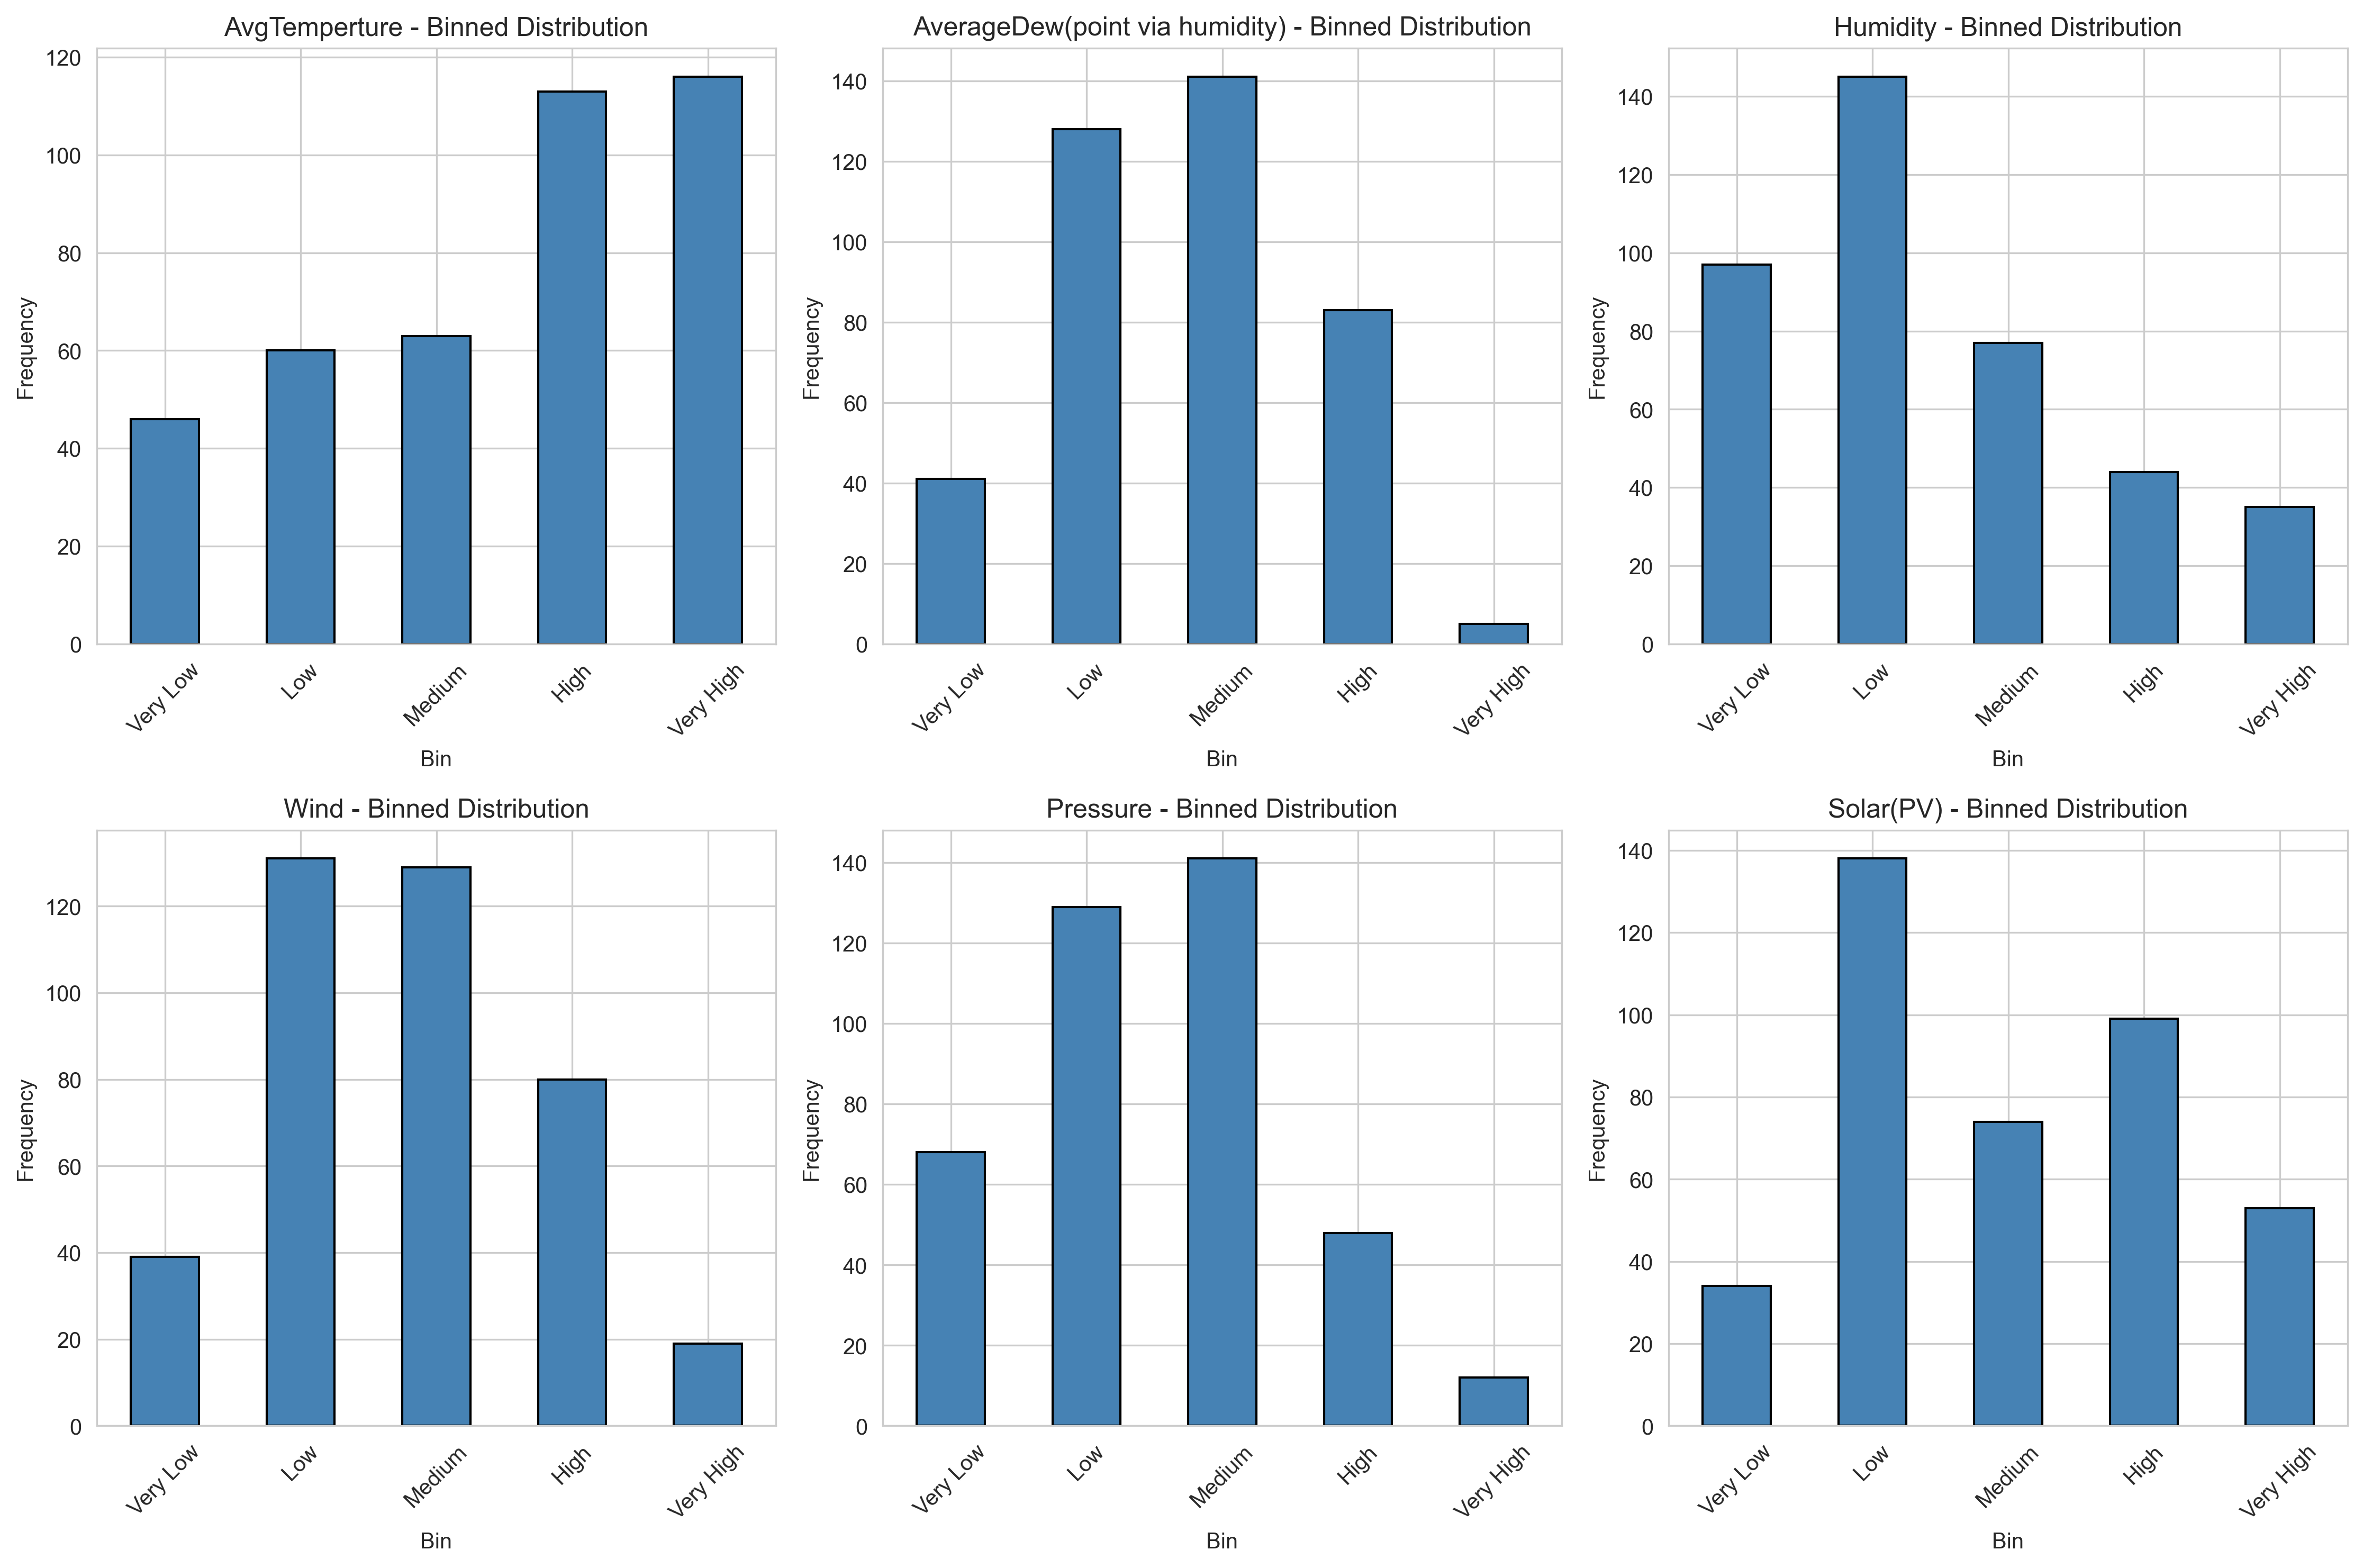 AvgTemperture - Binned Distribution
120
100
80
60
40
20
0
Frequency
Very Low
Low
Medium
High
Very High
Bin
AverageDew(point via humidity) - Binned Distribution
140
120
100
80
60
40
20
0
Frequency
Very Low
Low
Medium
High
Very High
Bin
Humidity - Binned Distribution
140
120
100
80
60
40
20
0
Frequency
Very Low
Low
Medium
High
Very High
Bin
Wind - Binned Distribution
120
100
80
60
40
20
0
Frequency
Very Low
Low
Medium
High
Very High
Bin
Pressure - Binned Distribution
140
120
100
80
60
40
20
0
Frequency
Very Low
Low
Medium
High
Very High
Bin
Solar(PV) - Binned Distribution
140
120
100
80
60
40
20
0
Frequency
Very Low
Low
Medium
High
Very High
Bin